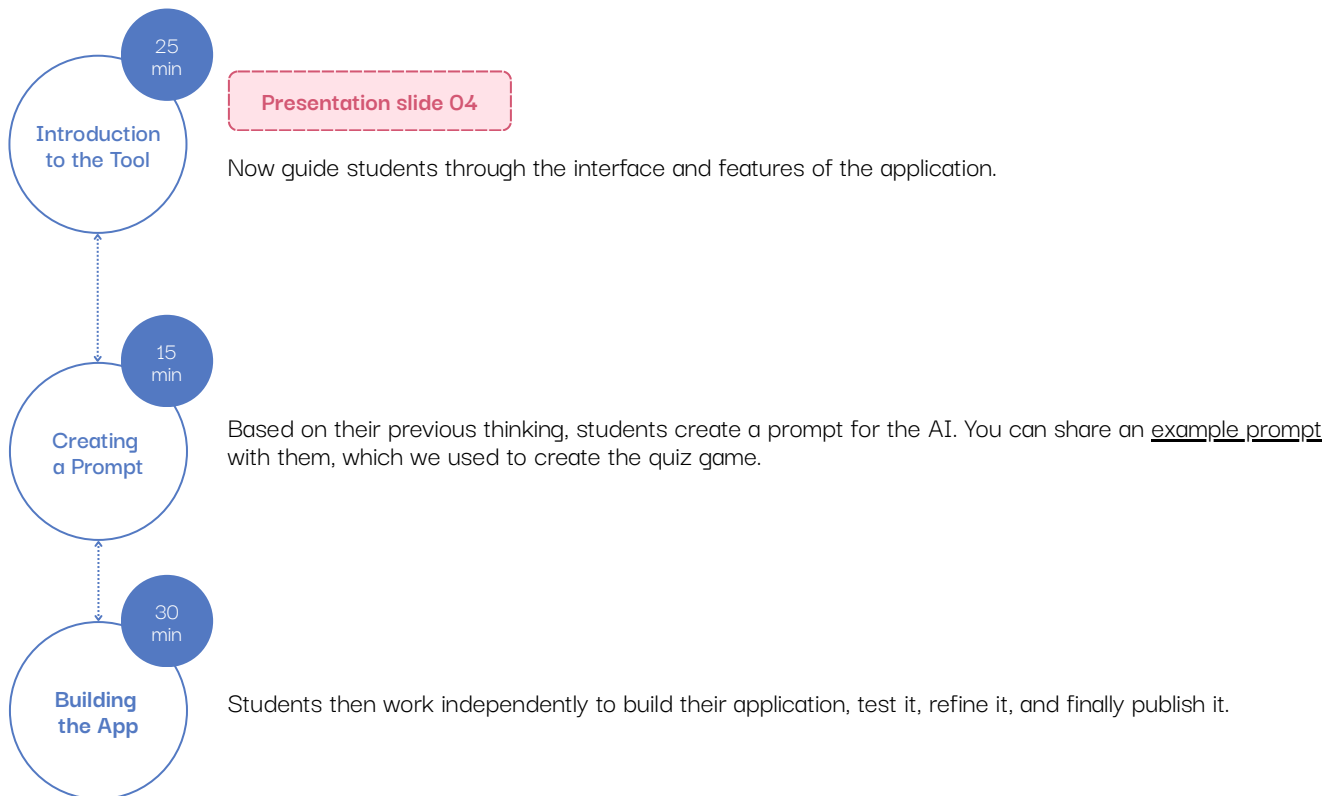 25
min
Introduction
to the Tool
Presentation slide 04
Now guide students through the interface and features of the application.
15
min
Creating
a Prompt
Based on their previous thinking, students create a prompt for the AI. You can share an example prompt
with them, which we used to create the quiz game.
30
min
Building
the App
Students then work independently to build their application, test it, refine it, and finally publish it.